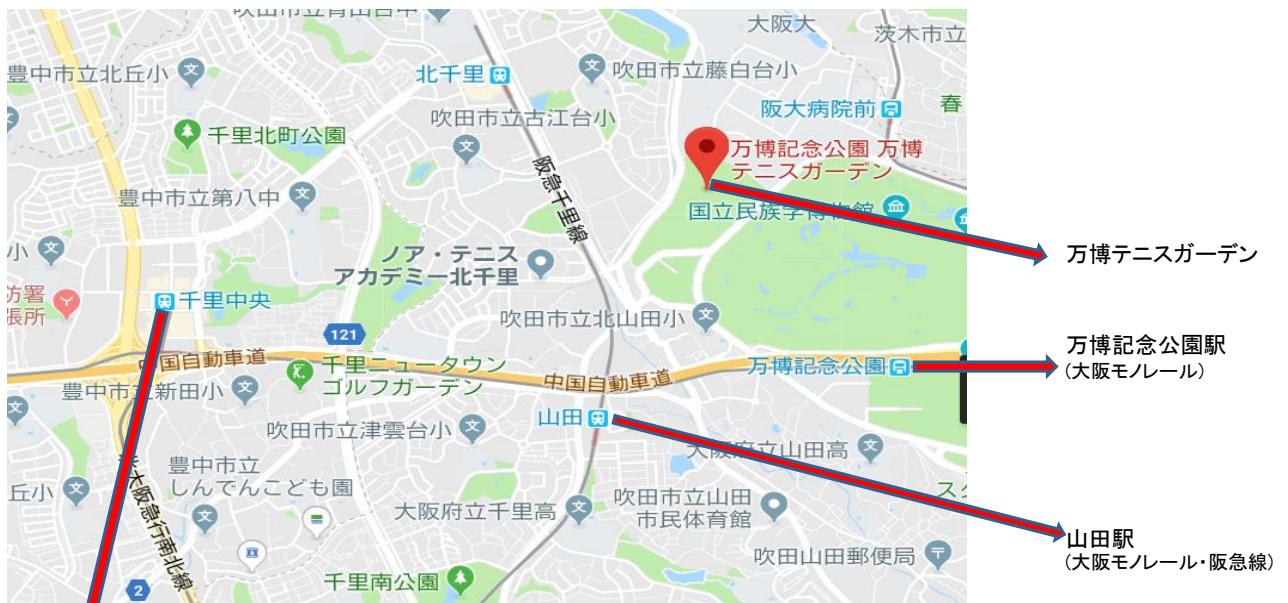 吹田市立青山台中
大阪大
茨木市立
豊中市立北丘小
北千里
吹田市立藤白台小
阪大病院前
春
吹田市立古江台小
千里北町公園
万博記念公園 万博
テニスガーデン
阪急千里線
豊中市立第八中
国立民族学博物館
小
ノア・テニス
アカデミー北千里
万博テニスガーデン
防署
張所
千里中央
吹田市立北山田小
121
万博記念公園駅
(大阪モノレール)
中国自動車道
千里ニュータウン
ゴルフガーデン
万博記念公園
中国自動車道
豊中市立新田小
山田
吹田市立津雲台小
大阪府立山田高
豊中市立
しんでんこども園
丘小
北大阪急行南北線
大阪府立千里高
吹田市立山田
市民体育館
ス
山田駅
(大阪モノレール・阪急線)
吹田山田郵便局
千里南公園
2